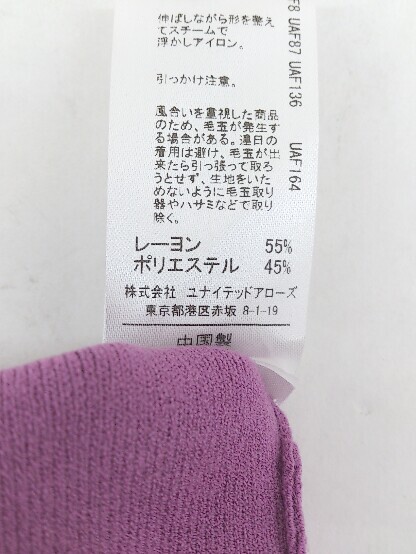 伸ばしながら形を整え
てスチームで
浮かしアイロン。
引っかけ注意。
風合いを重視した商品
のため、毛玉が発生す
る場合がある。連日の
着用は避け、毛玉が出
来たら引っ張って取ろ
うとせず、生地をいた
めないように毛玉取り
器やハサミなどで取り
除く。
レーヨン 55%
ポリエステル 45%
株式会社 ユナイテッドアローズ
東京都港区赤坂 8-1-19
中国製
F8 UAF87 UAF136 UAF164